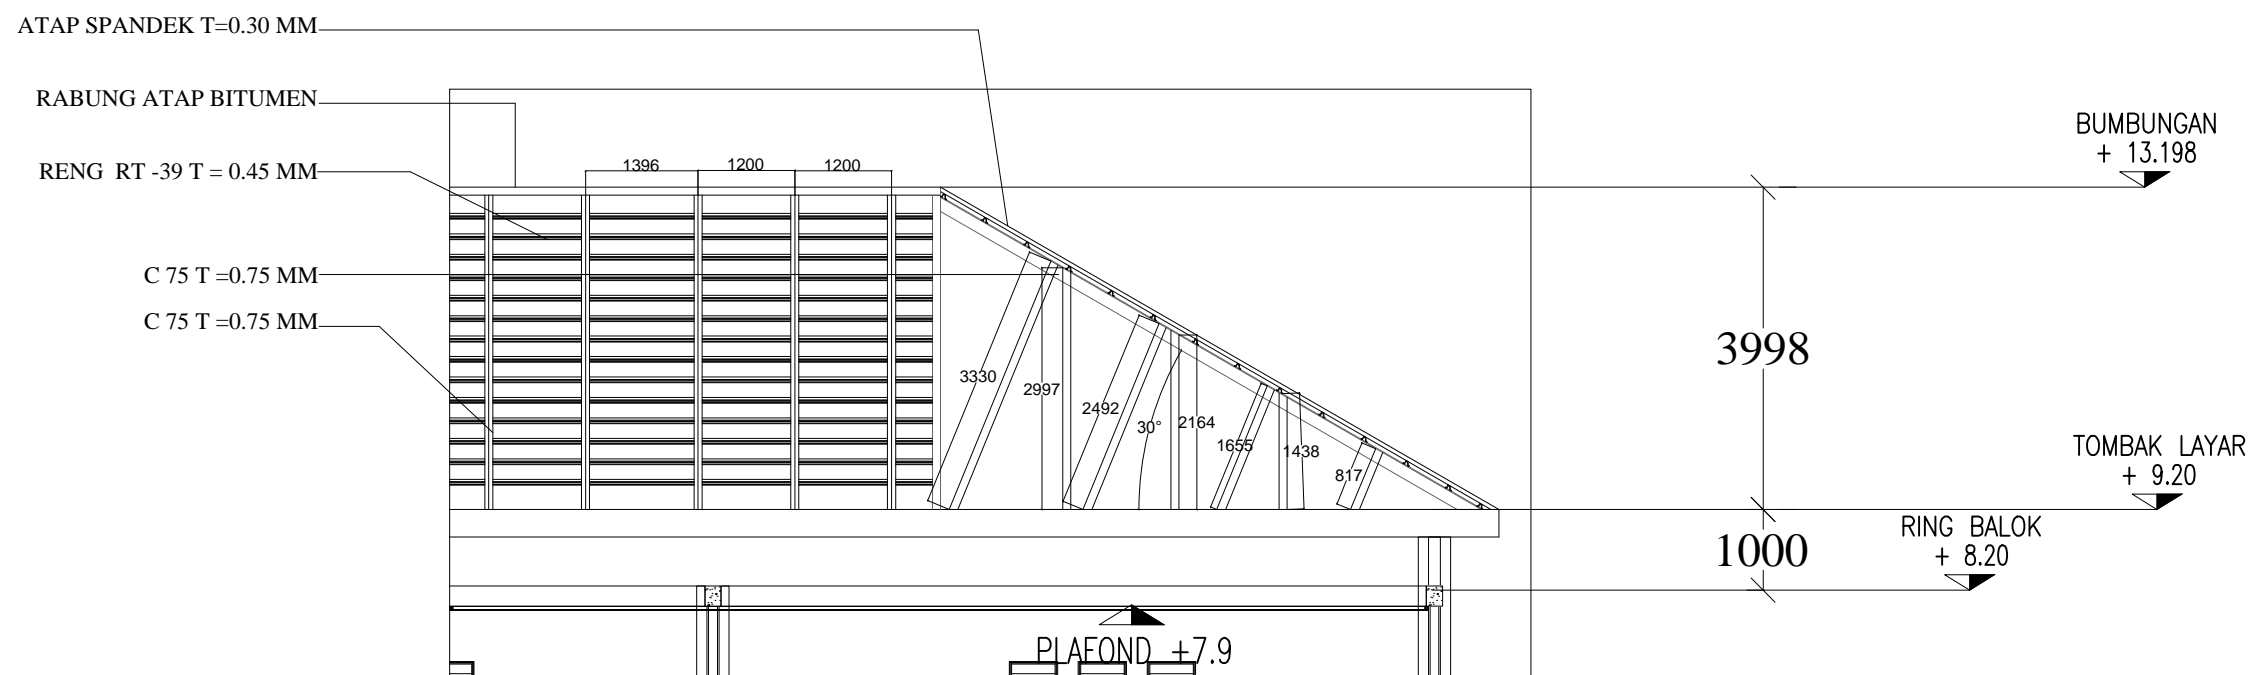 ATAP SPANDEK T=0.30 MM
RABUNG ATAP BITUMEN
RENG RT -39 T = 0.45 MM
C 75 T =0.75 MM
C 75 T =0.75 MM
1396
1200
1200
3330
2997
2492
30°
2164
1655
1438
817
BUMBUNGAN
+ 13.198
3998
TOMBAK LAYAR
+ 9.20
1000
RING BALOK
+ 8.20
PLAFOND +7.9